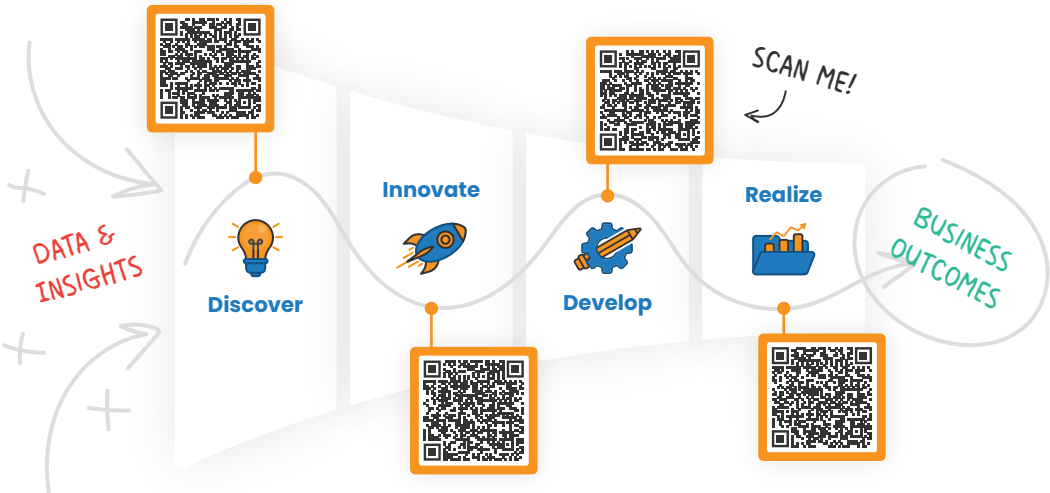 SCAN ME!
Innovate
Realize
DATA &
INSIGHTS
BUSINESS
OUTCOMES
Discover
Develop